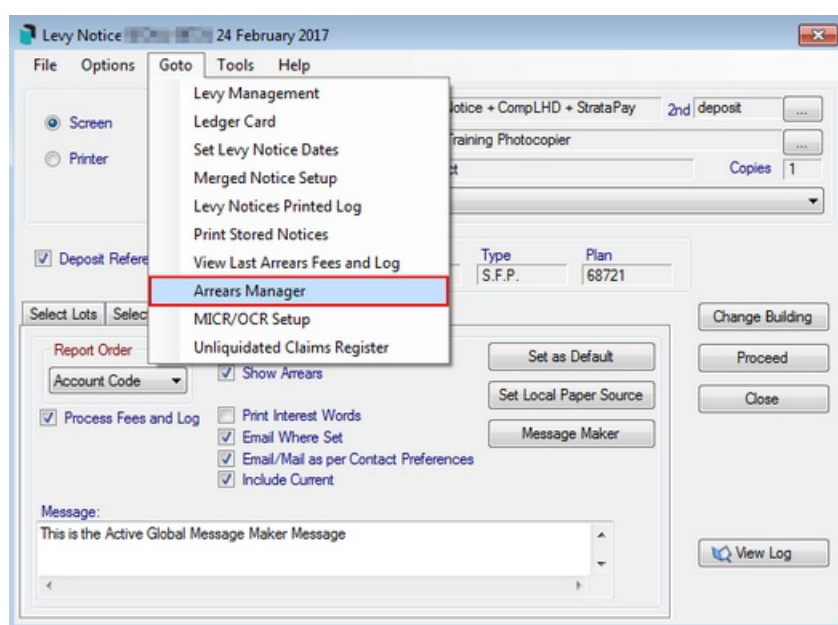 Levy Notice 24 February 2017
File Options Goto Tools Help
Levy Management
Ledger Card
Set Levy Notice Dates
Merged Notice Setup
Levy Notices Printed Log
Print Stored Notices
View Last Arrears Fees and Log
Arrears Manager
MICR/OCR Setup
Unliquidated Claims Register
Screen
Printer
+ CompLHD + StrataPay 2nd deposit ...
Training Photocopier ...
Copies 1
Deposit
Type Plan
S.F.P. 68721
Select Lots
Change Building
Report Order
Account Code
Show Arrears
Set as Default
Proceed
Set Local Paper Source
Close
Process Fees and Log
Print Interest Words
Message Maker
Email Where Set
Email/Mail as per Contact Preferences
Include Current
Message:
This is the Active Global Message Maker Message
View Log